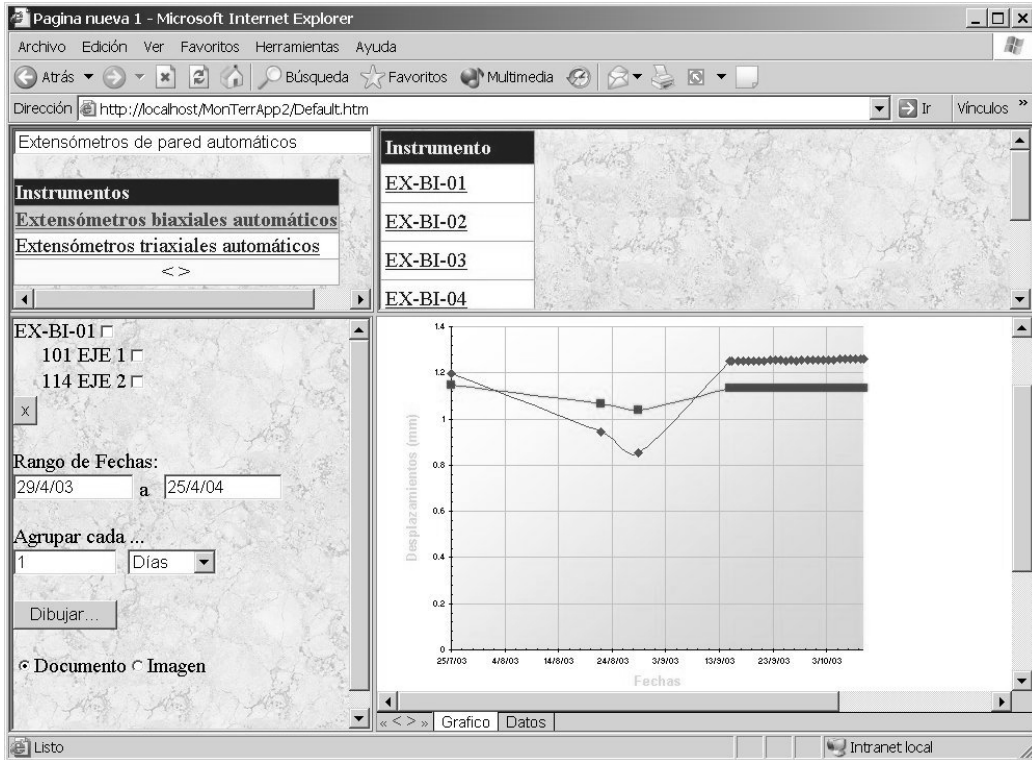 Pagina nueva 1 - Microsoft Internet Explorer
Archivo Edición Ver Favoritos Herramientas Ayuda
Atrás Búsqueda Favoritos Multimedia
Dirección http://localhost/MonTerrApp2/Default.htm Ir Vínculos »
Extensómetros de pared automáticos
Instrumentos
Extensómetros biaxiales automáticos
Extensómetros triaxiales automáticos
< >
Instrumento
EX-BI-01
EX-BI-02
EX-BI-03
EX-BI-04
EX-BI-01
101 EJE 1
114 EJE 2
x
Rango de Fechas:
29/4/03 a 25/4/04
Agrupar cada ...
1 Días
Dibujar...
Documento Imagen
Desplazamientos (mm)
1.4
1.2
1
0.8
0.6
0.4
0.2
0
25/7/03 4/8/03 14/8/03 24/8/03 3/9/03 13/9/03 23/9/03 3/10/03
Fechas
« < > » Grafico Datos
Listo Intranet local